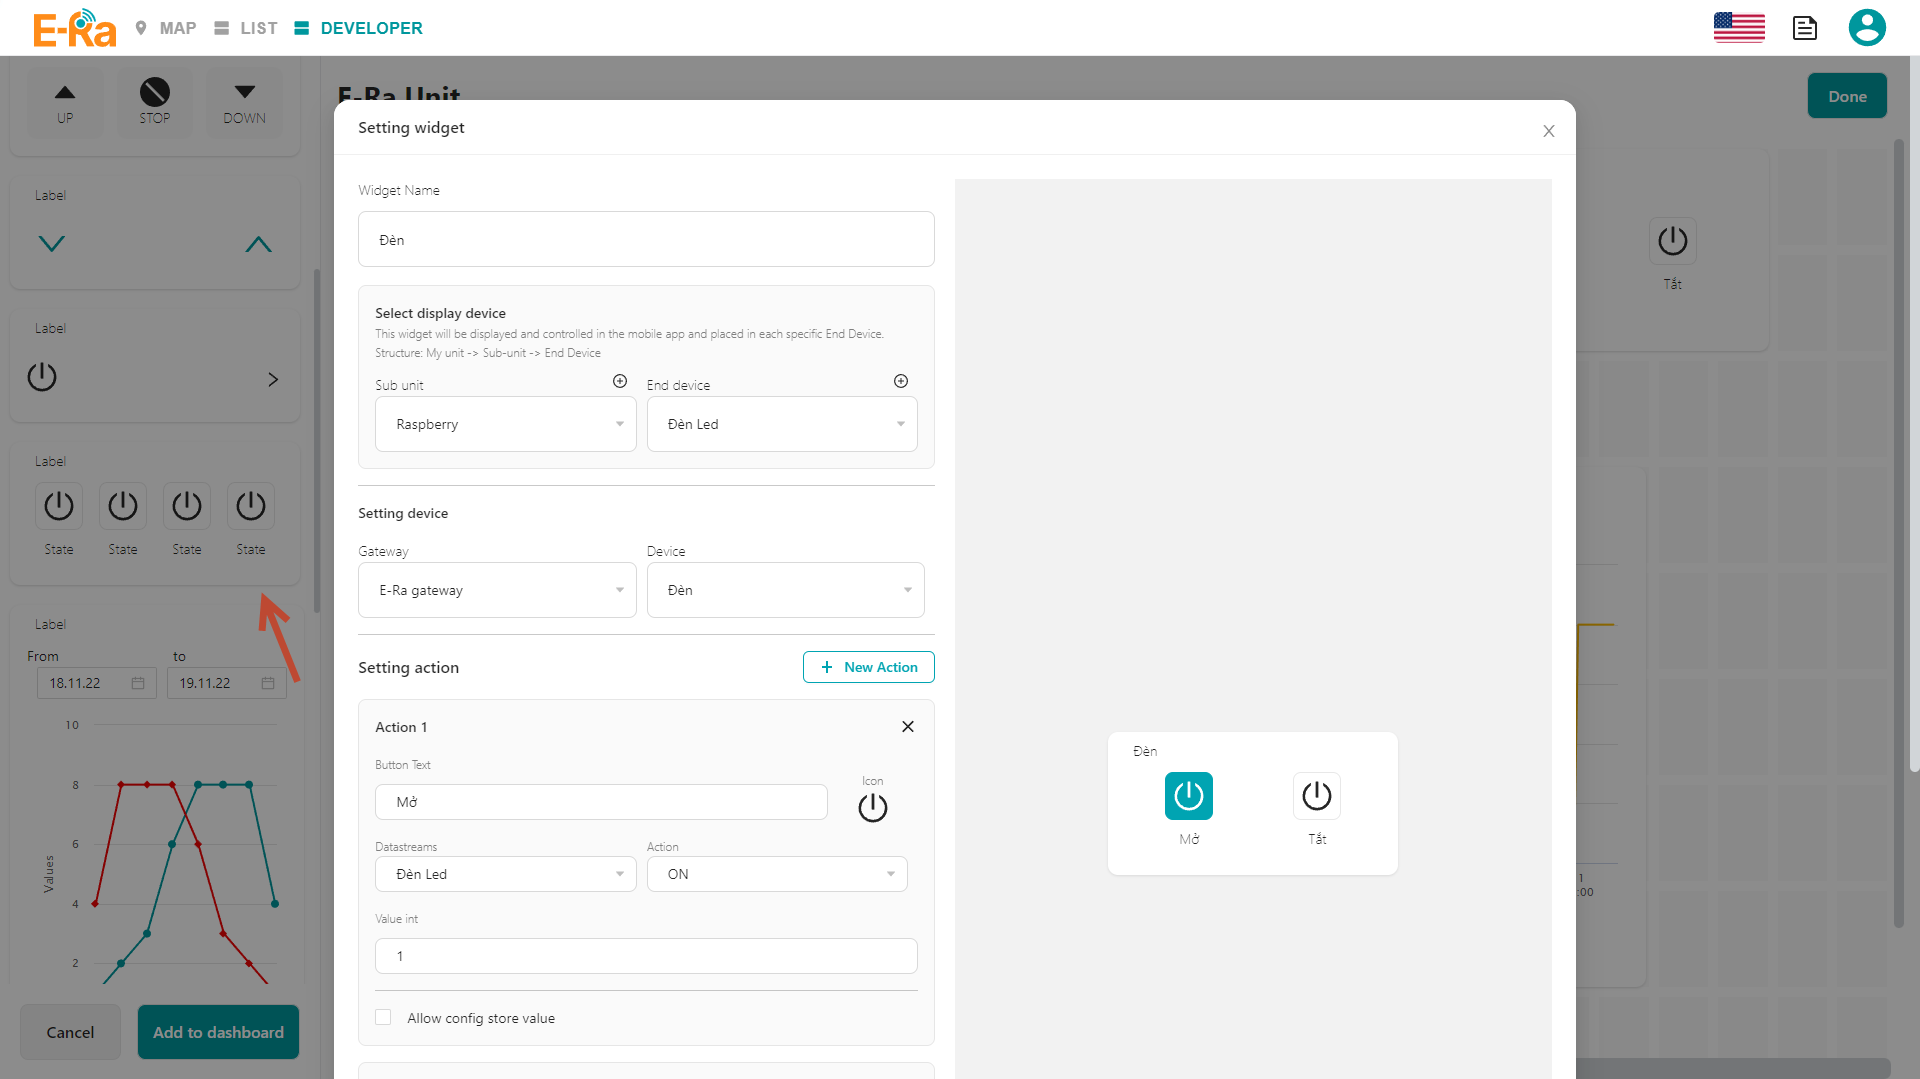 E-Ra MAP LIST DEVELOPER
UP STOP DOWN
Label
Label
Label
State State State State
Label
From to
18.11.22 19.11.22
10
8
6
4
2
Values
Cancel Add to dashboard
E-Ra Unit
Done
Setting widget
Widget Name
Đèn
Select display device
This widget will be displayed and controlled in the mobile app and placed in each specific End Device.
Structure: My unit -> Sub-unit -> End Device
Sub unit End device
Raspberry Đèn Led
Setting device
Gateway Device
E-Ra gateway Đèn
Setting action + New Action
Action 1
Button Text
Icon
Mở
Datastreams Action
Đèn Led ON
Value int
1
Allow config store value
Đèn
Mở Tắt
Tắt
1
:00